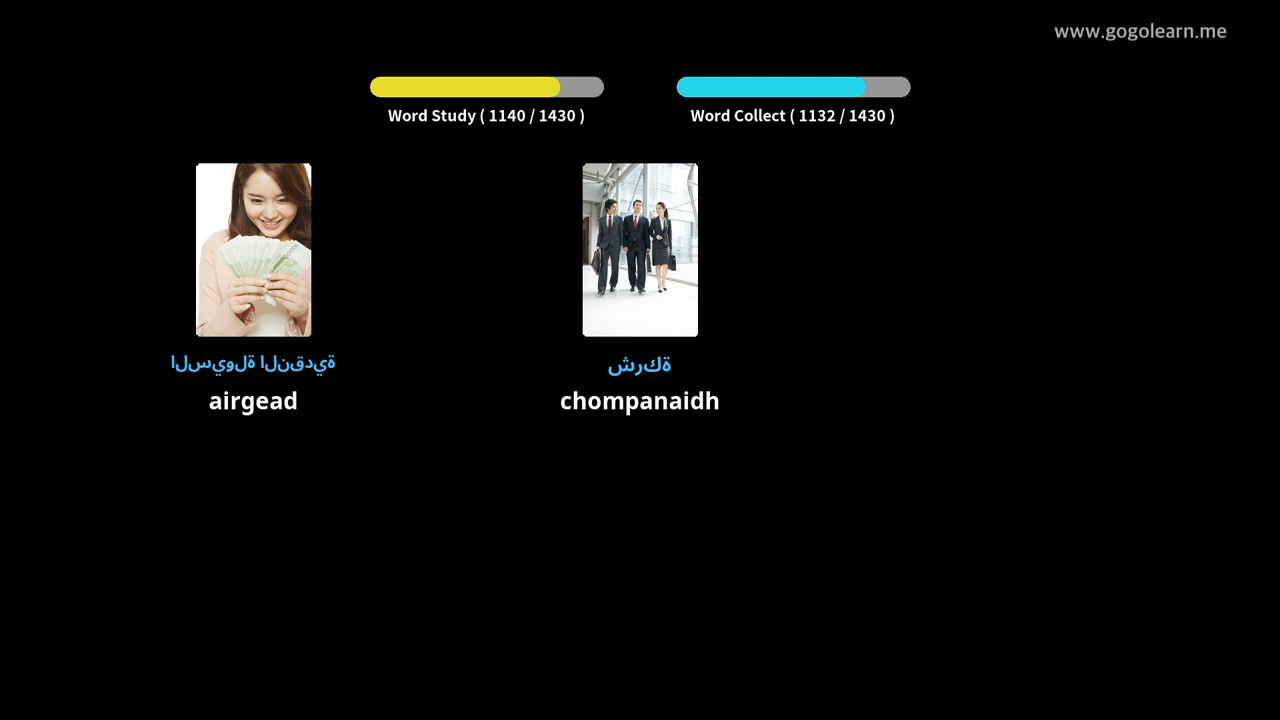 www.gogolearn.me
Word Study ( 1140 / 1430 )
Word Collect ( 1132 / 1430 )
السيولة النقدية
airgead
شركة
chompanaidh